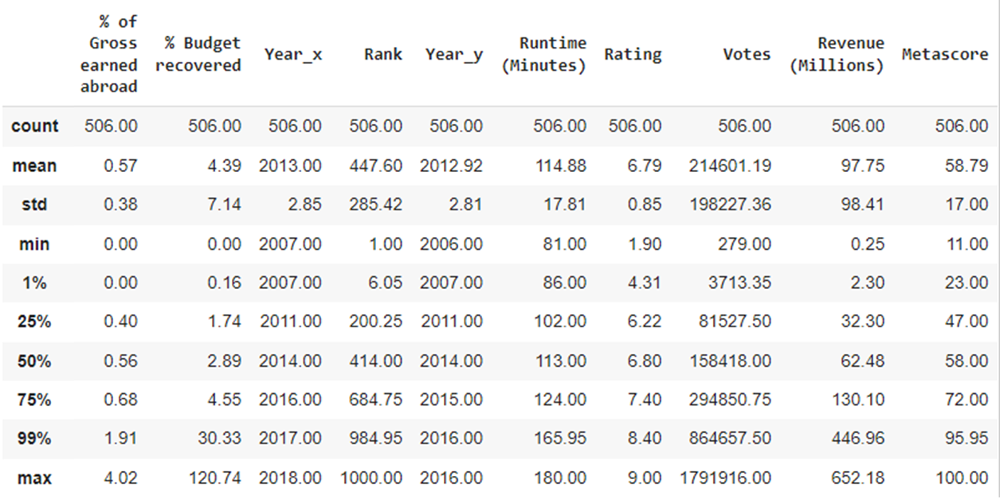 % of
Gross
earned
abroad
% Budget
recovered
Year_x
Rank
Year_y
Runtime
(Minutes)
Rating
Votes
Revenue
(Millions)
Metascore
count 506.00 506.00 506.00 506.00 506.00 506.00 506.00 506.00 506.00 506.00
mean 0.57 4.39 2013.00 447.60 2012.92 114.88 6.79 214601.19 97.75 58.79
std 0.38 7.14 2.85 285.42 2.81 17.81 0.85 198227.36 98.41 17.00
min 0.00 0.00 2007.00 1.00 2006.00 81.00 1.90 279.00 0.25 11.00
1% 0.00 0.16 2007.00 6.05 2007.00 86.00 4.31 3713.35 2.30 23.00
25% 0.40 1.74 2011.00 200.25 2011.00 102.00 6.22 81527.50 32.30 47.00
50% 0.56 2.89 2014.00 414.00 2014.00 113.00 6.80 158418.00 62.48 58.00
75% 0.68 4.55 2016.00 684.75 2015.00 124.00 7.40 294850.75 130.10 72.00
99% 1.91 30.33 2017.00 984.95 2016.00 165.95 8.40 864657.50 446.96 95.95
max 4.02 120.74 2018.00 1000.00 2016.00 180.00 9.00 1791916.00 652.18 100.00